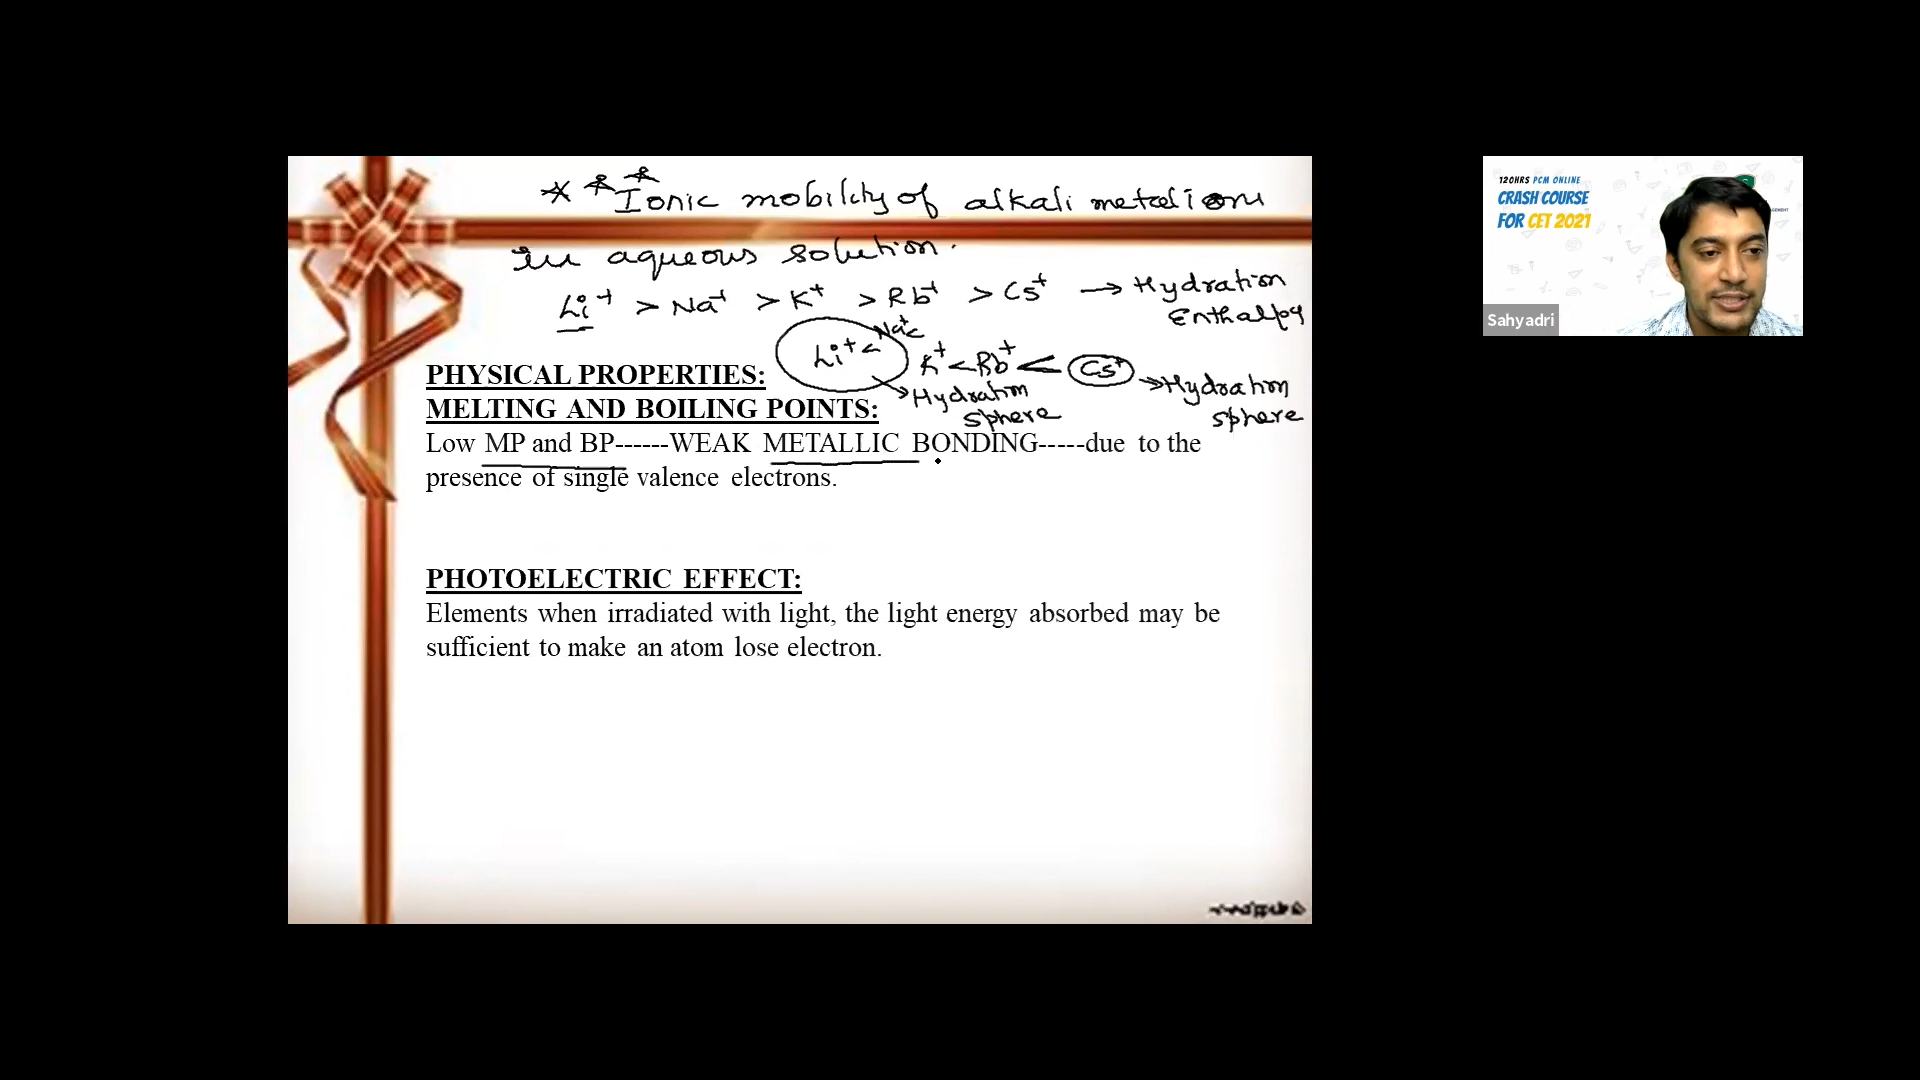 * * * Ionic mobility of alkali metal ions
in aqueous solution.
Li+ > Na+ > K+ > Rb+ > Cs+ → Hydration
Enthalpy
Li+ < Na+ < K+ < Rb+ < Cs+ → Hydration
sphere
→ Hydration
sphere
PHYSICAL PROPERTIES:
MELTING AND BOILING POINTS:
Low MP and BP------WEAK METALLIC BONDING-----due to the
presence of single valence electrons.
PHOTOELECTRIC EFFECT:
Elements when irradiated with light, the light energy absorbed may be
sufficient to make an atom lose electron.
120HRS PCM ONLINE
CRASH COURSE
FOR CET 2021
Sahyadri